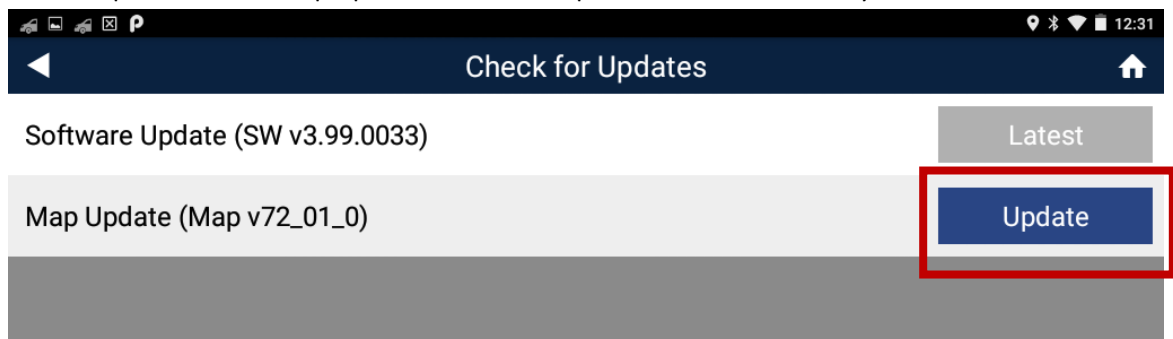 12:31
Check for Updates
Software Update (SW v3.99.0033)
Latest
Map Update (Map v72_01_0)
Update